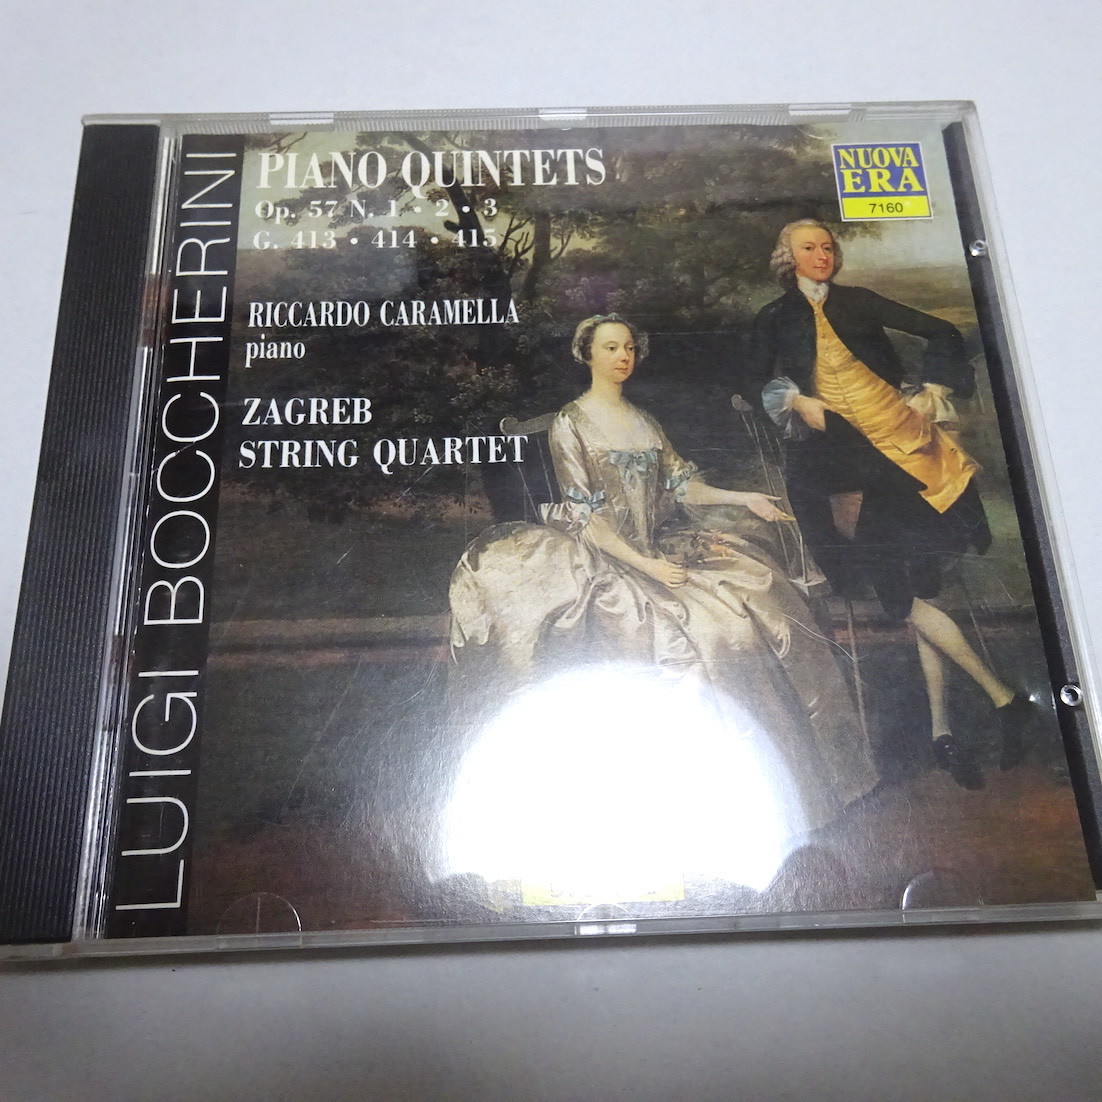 LUIGI BOCCHERINI
PIANO QUINTETS
Op. 57 N. 1 • 2 • 3
G. 413 • 414 • 415
RICCARDO CARAMELLA
piano
ZAGREB
STRING QUARTET
NUOVA
ERA
7160